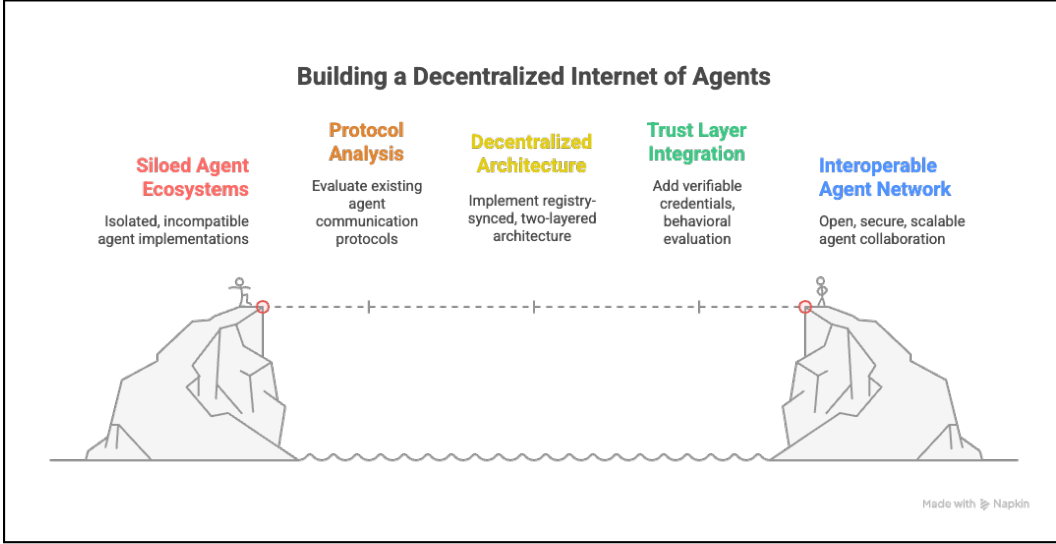 Building a Decentralized Internet of Agents
Siloed Agent
Ecosystems
Isolated, incompatible
agent implementations
Protocol
Analysis
Evaluate existing
agent
communication
protocols
Decentralized
Architecture
Implement registry-
synced, two-layered
architecture
Trust Layer
Integration
Add verifiable
credentials,
behavioral
evaluation
Interoperable
Agent Network
Open, secure, scalable
agent collaboration
Made with Napkin